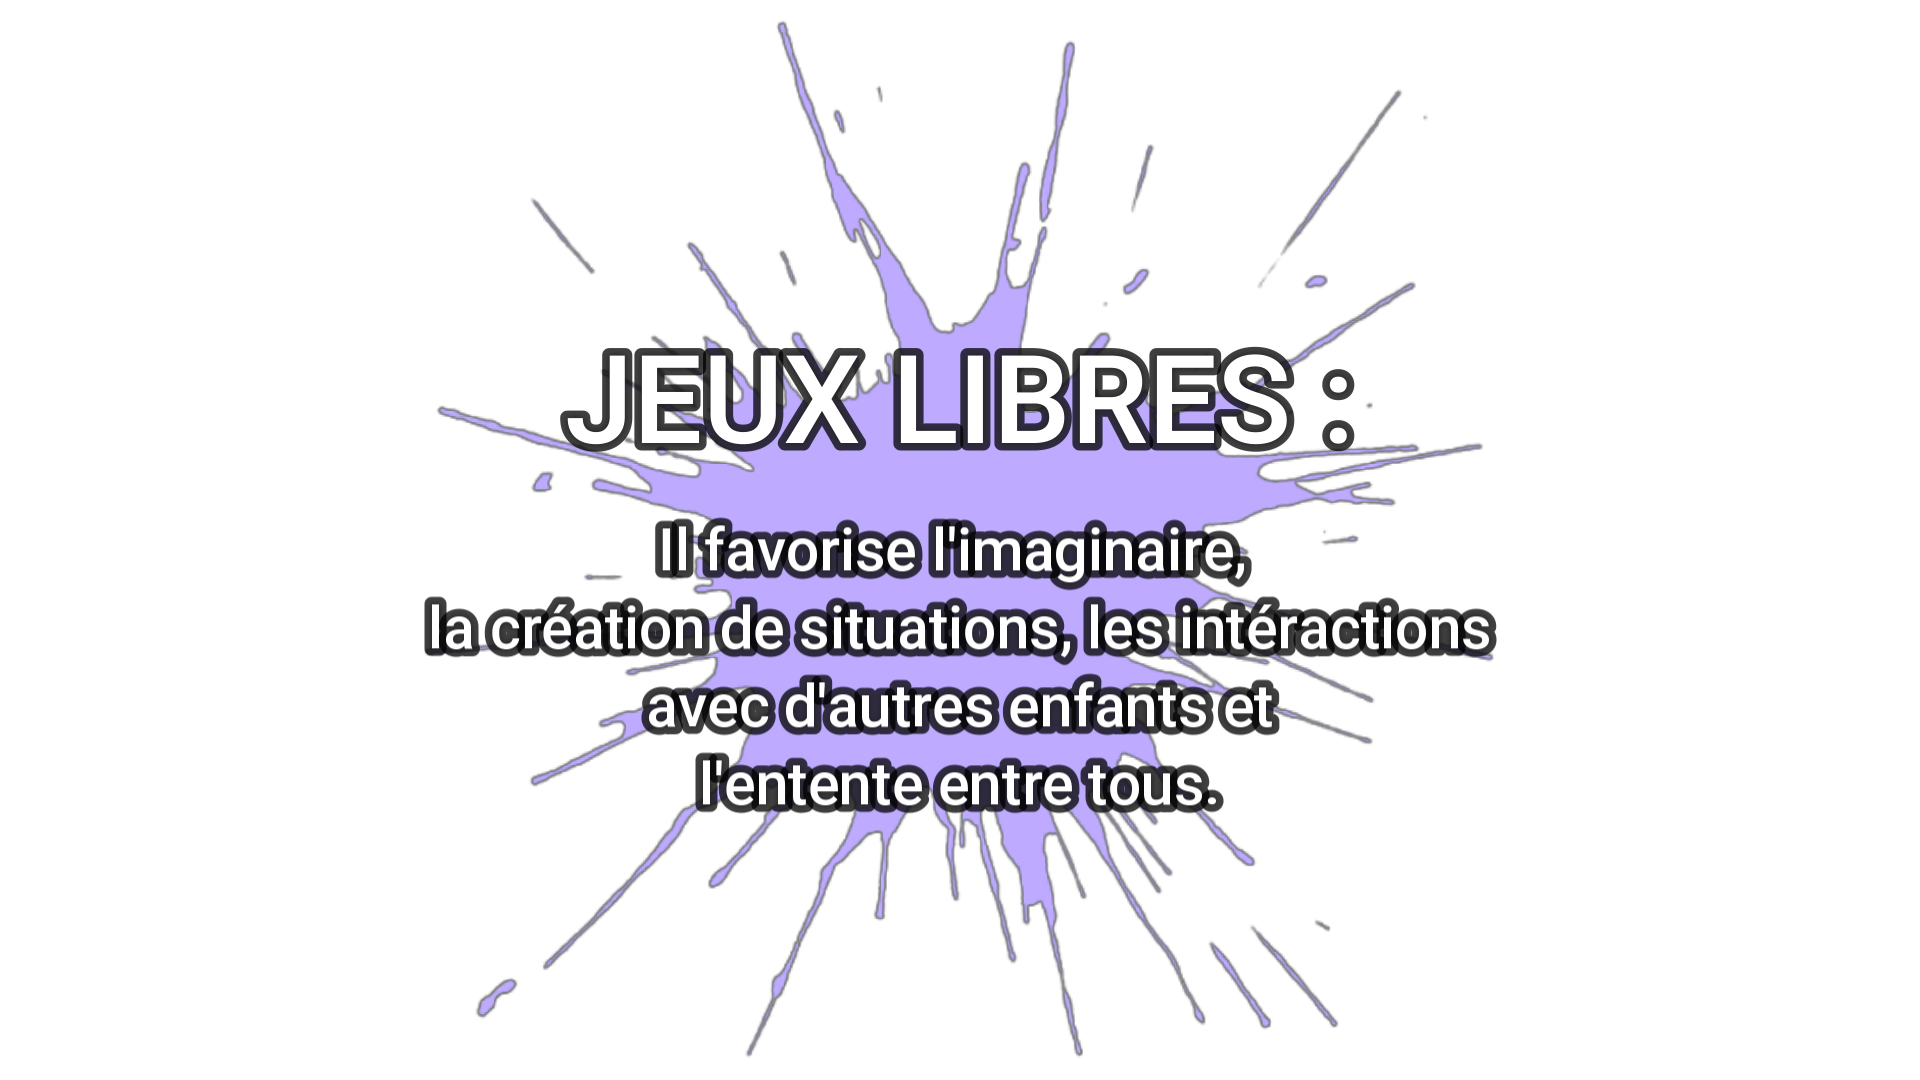 JEUX LIBRES :
Il favorise l'imaginaire,
la création de situations, les intéractions
avec d'autres enfants et
l'entente entre tous.